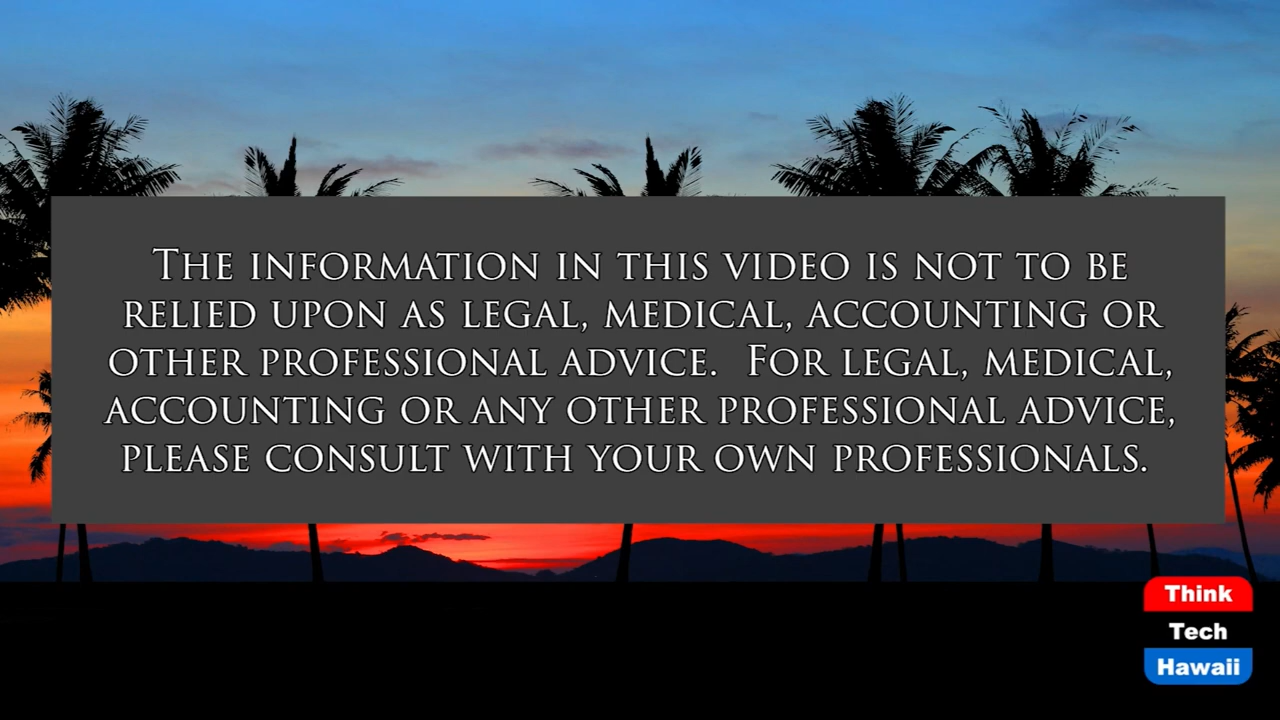 The information in this video is not to be
relied upon as legal, medical, accounting or
other professional advice.  For legal, medical,
accounting or any other professional advice,
please consult with your own professionals.
Think
Tech
Hawaii